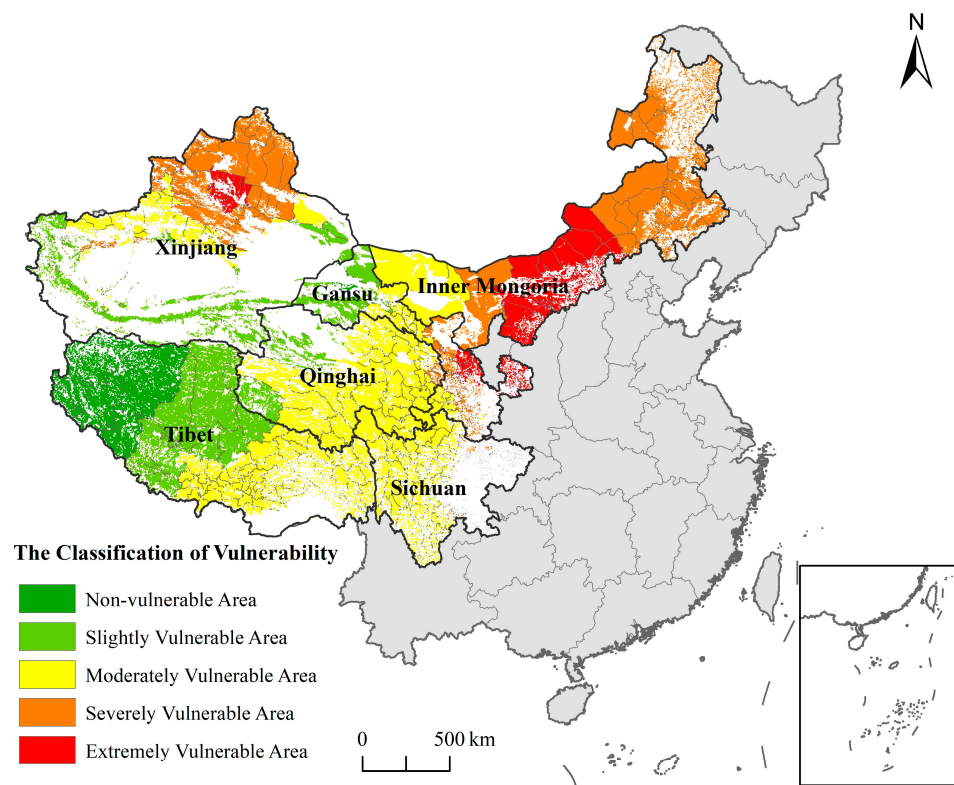 N
Xinjiang
Gansu
Inner Mongoria
Qinghai
Tibet
Sichuan
The Classification of Vulnerability
Non-vulnerable Area
Slightly Vulnerable Area
Moderately Vulnerable Area
Severely Vulnerable Area
Extremely Vulnerable Area
0 500 km